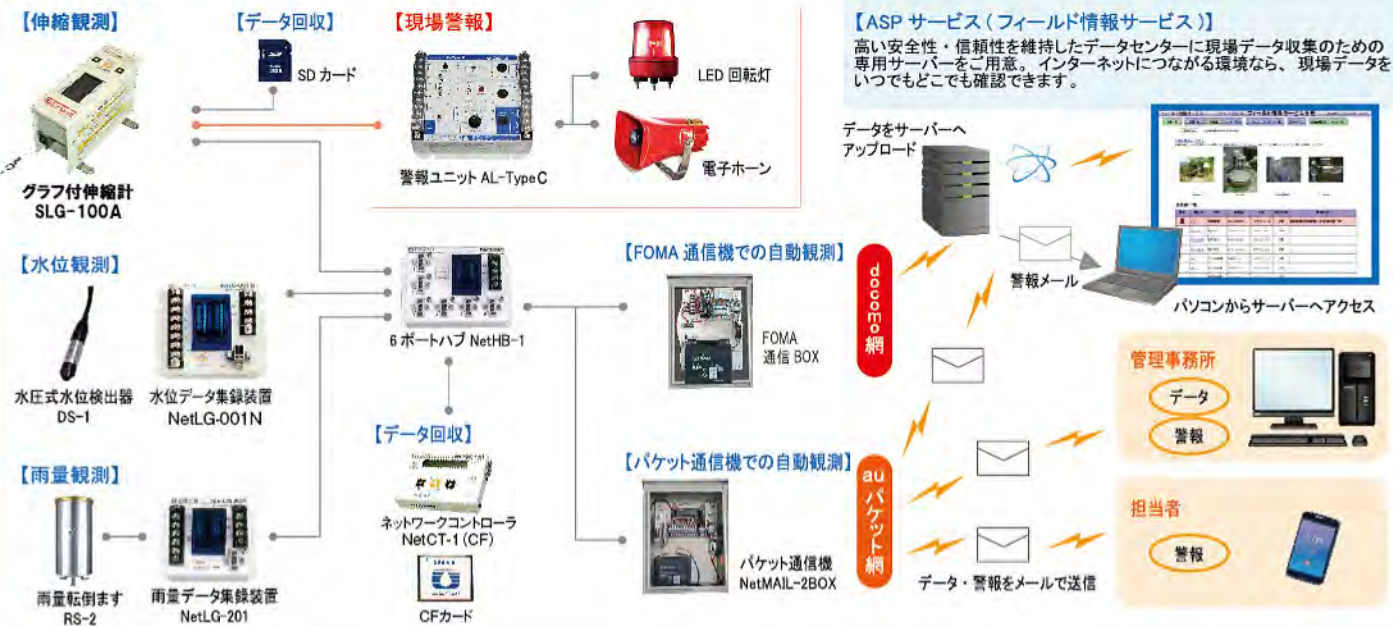 【伸縮観測】
グラフ付伸縮計
SLG-100A
【データ回収】
SD カード
【現場警報】
警報ユニット AL-TypeC
LED 回転灯
電子ホーン
【ASP サービス(フィールド情報サービス)】
高い安全性・信頼性を維持したデータセンターに現場データ収集のための
専用サーバーをご用意。インターネットにつながる環境なら、現場データを
いつでもどこでも確認できます。
データをサーバーへ
アップロード
警報メール
パソコンからサーバーへアクセス
【水位観測】
水圧式水位検出器
DS-1
水位データ集録装置
NetLG-001N
6 ポートハブ NetHB-1
【FOMA 通信機での自動観測】
FOMA
通信 BOX
docomo網
【雨量観測】
雨量転倒ます
RS-2
雨量データ集録装置
NetLG-201
【データ回収】
ネットワークコントローラ
NetCT-1(CF)
CFカード
【パケット通信機での自動観測】
パケット通信機
NetMAIL-2BOX
auパケット網
データ・警報をメールで送信
管理事務所
データ
警報
担当者
警報